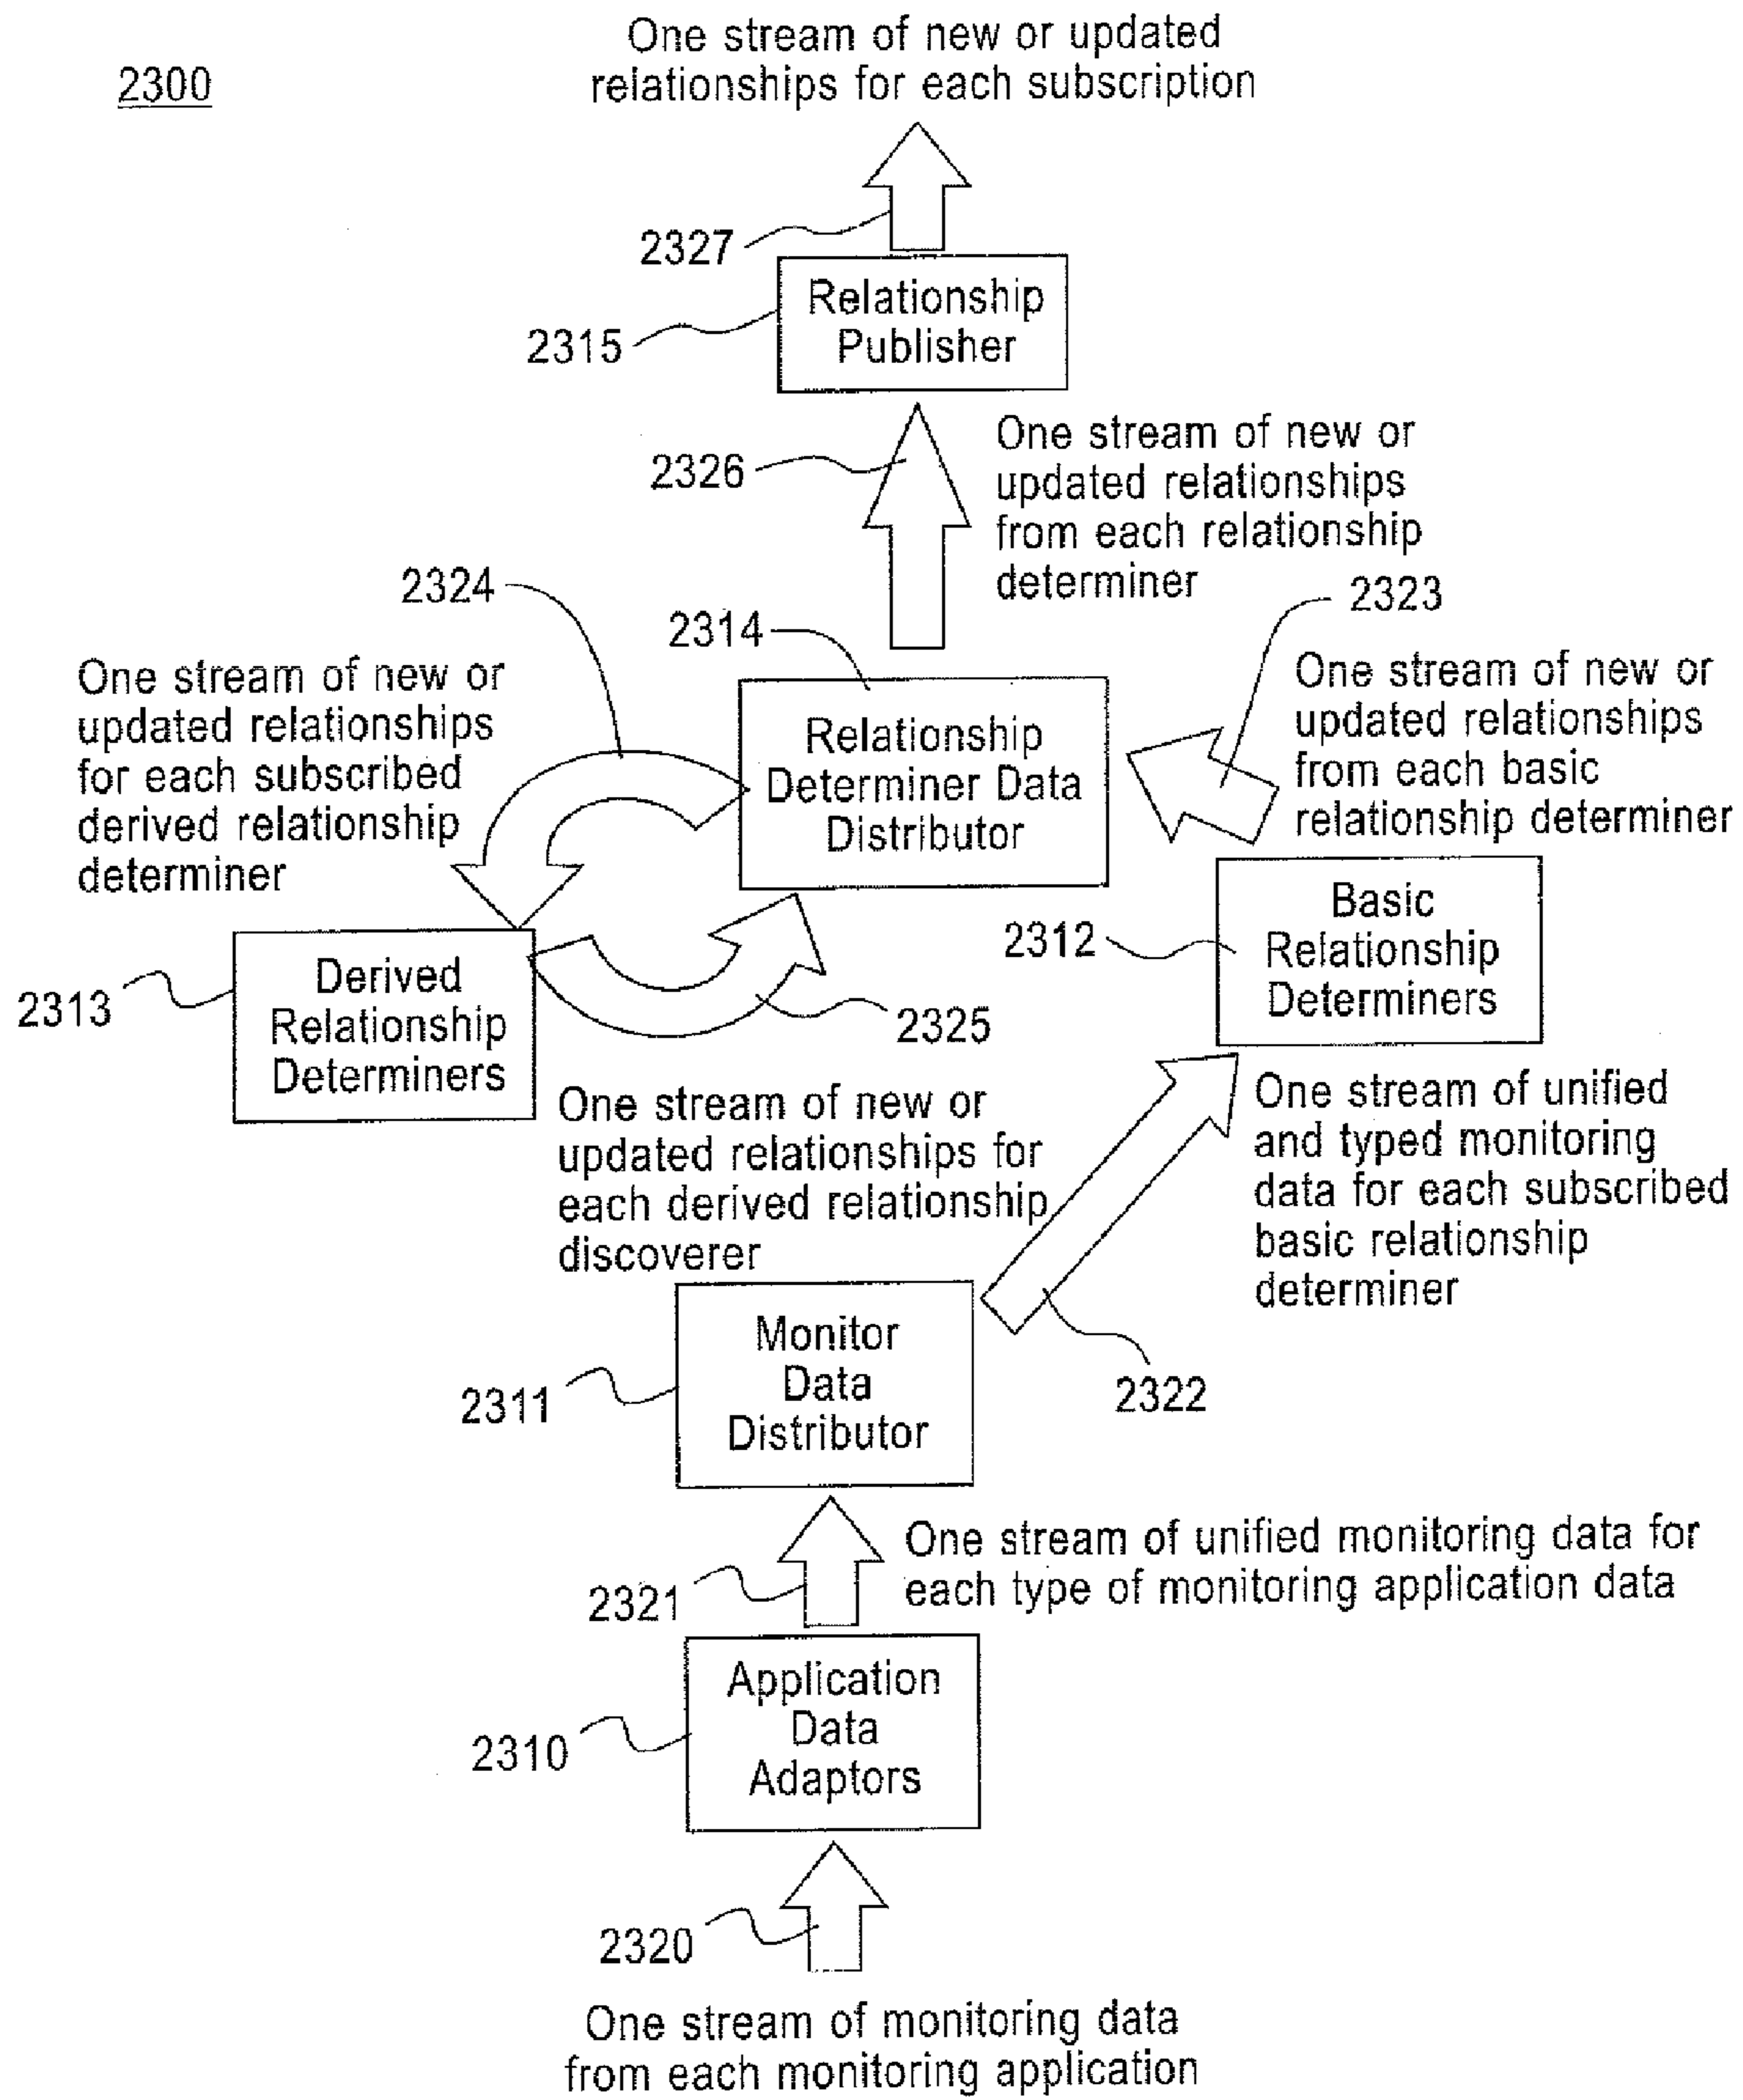 2300
One stream of new or updated
relationships for each subscription
2327
Relationship
Publisher
2315
2326
One stream of new or
updated relationships
from each relationship
determiner
2324
2323
2314
One stream of new or
updated relationships
for each subscribed
derived relationship
determiner
Relationship
Determiner Data
Distributor
One stream of new or
updated relationships
from each basic
relationship determiner
2313
Derived
Relationship
Determiners
2325
2312
Basic
Relationship
Determiners
One stream of new or
updated relationships for
each derived relationship
discoverer
One stream of unified
and typed monitoring
data for each subscribed
basic relationship
determiner
2311
Monitor
Data
Distributor
2322
2321
One stream of unified monitoring data for
each type of monitoring application data
2310
Application
Data
Adaptors
2320
One stream of monitoring data
from each monitoring application